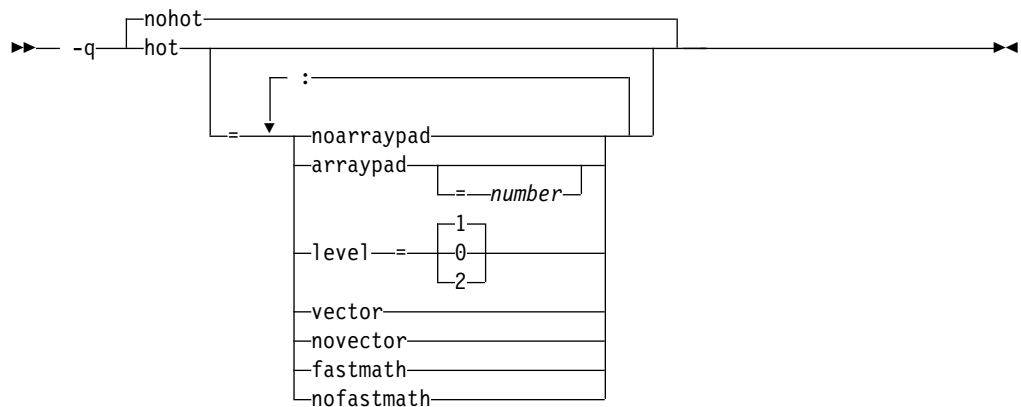 nohot
-q hot
:
= noarraypad
arraypad
= number
1
level = 0
2
vector
novector
fastmath
nofastmath